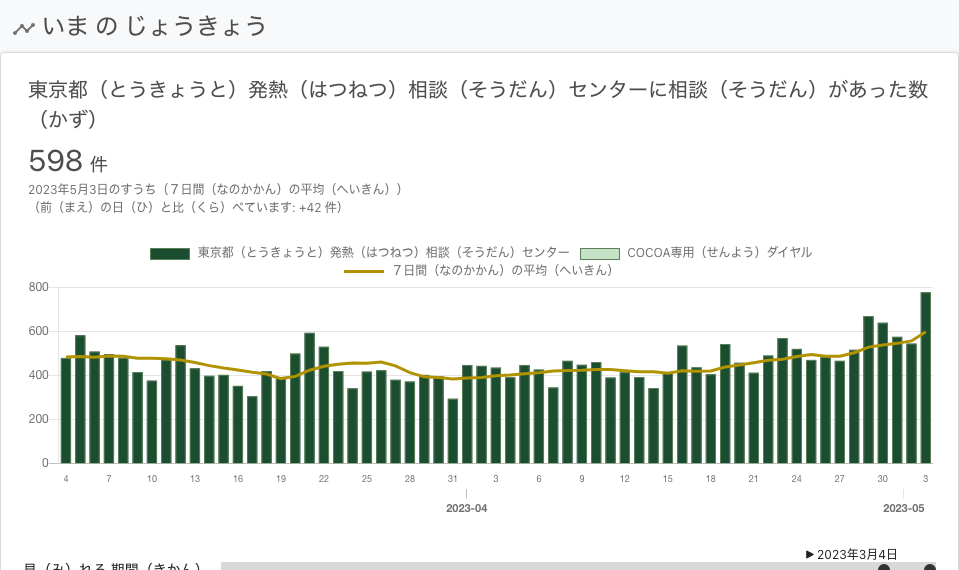 いま の じょうきょう
東京都（とうきょうと）発熱（はつねつ）相談（そうだん）センターに相談（そうだん）があった数
（かず）
598 件
2023年5月3日のすうち（７日間（なのかかん）の平均（へいきん））
（前（まえ）の日（ひ）と比（くら）べています: +42 件）
東京都（とうきょうと）発熱（はつねつ）相談（そうだん）センター COCOA専用（せんよう）ダイヤル
７日間（なのかかん）の平均（へいきん）
800
600
400
200
0
4 7 10 13 16 19 22 25 28 31 3 6 9 12 15 18 21 24 27 30 3
2023-04 2023-05
▶ 2023年3月4日
見（み）れる 期間（きかん）